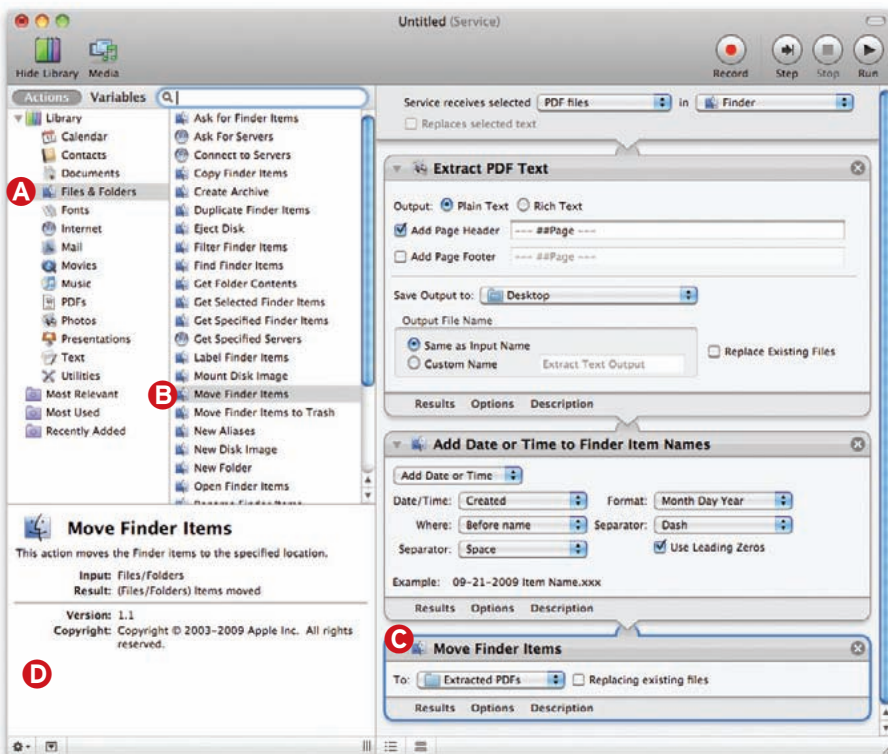 Untitled (Service)
Hide Library Media
Record Step Stop Run
Actions Variables
Library
Calendar
Contacts
Documents
A
Files & Folders
Fonts
Internet
Mail
Movies
Music
PDFs
Photos
Presentations
Text
Utilities
Most Relevant
Most Used
Recently Added
Ask for Finder Items
Ask For Servers
Connect to Servers
Copy Finder Items
Create Archive
Duplicate Finder Items
Eject Disk
Filter Finder Items
Find Finder Items
Get Folder Contents
Get Selected Finder Items
Get Specified Finder Items
Get Specified Servers
Label Finder Items
Mount Disk Image
B
Move Finder Items
Move Finder Items to Trash
New Aliases
New Disk Image
New Folder
Open Finder Items
Move Finder Items
This action moves the Finder items to the specified location.
Input: Files/Folders
Result: (Files/Folders) Items moved
Version: 1.1
Copyright: Copyright © 2003-2009 Apple Inc. All rights
reserved.
D
Service receives selected PDF files in Finder
Replaces selected text
Extract PDF Text
Output: Plain Text Rich Text
Add Page Header --- ##Page ---
Add Page Footer --- ##Page ---
Save Output to: Desktop
Output File Name
Same as Input Name
Custom Name Extract Text Output
Replace Existing Files
Results Options Description
Add Date or Time to Finder Item Names
Add Date or Time
Date/Time: Created Format: Month Day Year
Where: Before name Separator: Dash
Separator: Space Use Leading Zeros
Example: 09-21-2009 Item Name.xxx
Results Options Description
C
Move Finder Items
To: Extracted PDFs Replacing existing files
Results Options Description